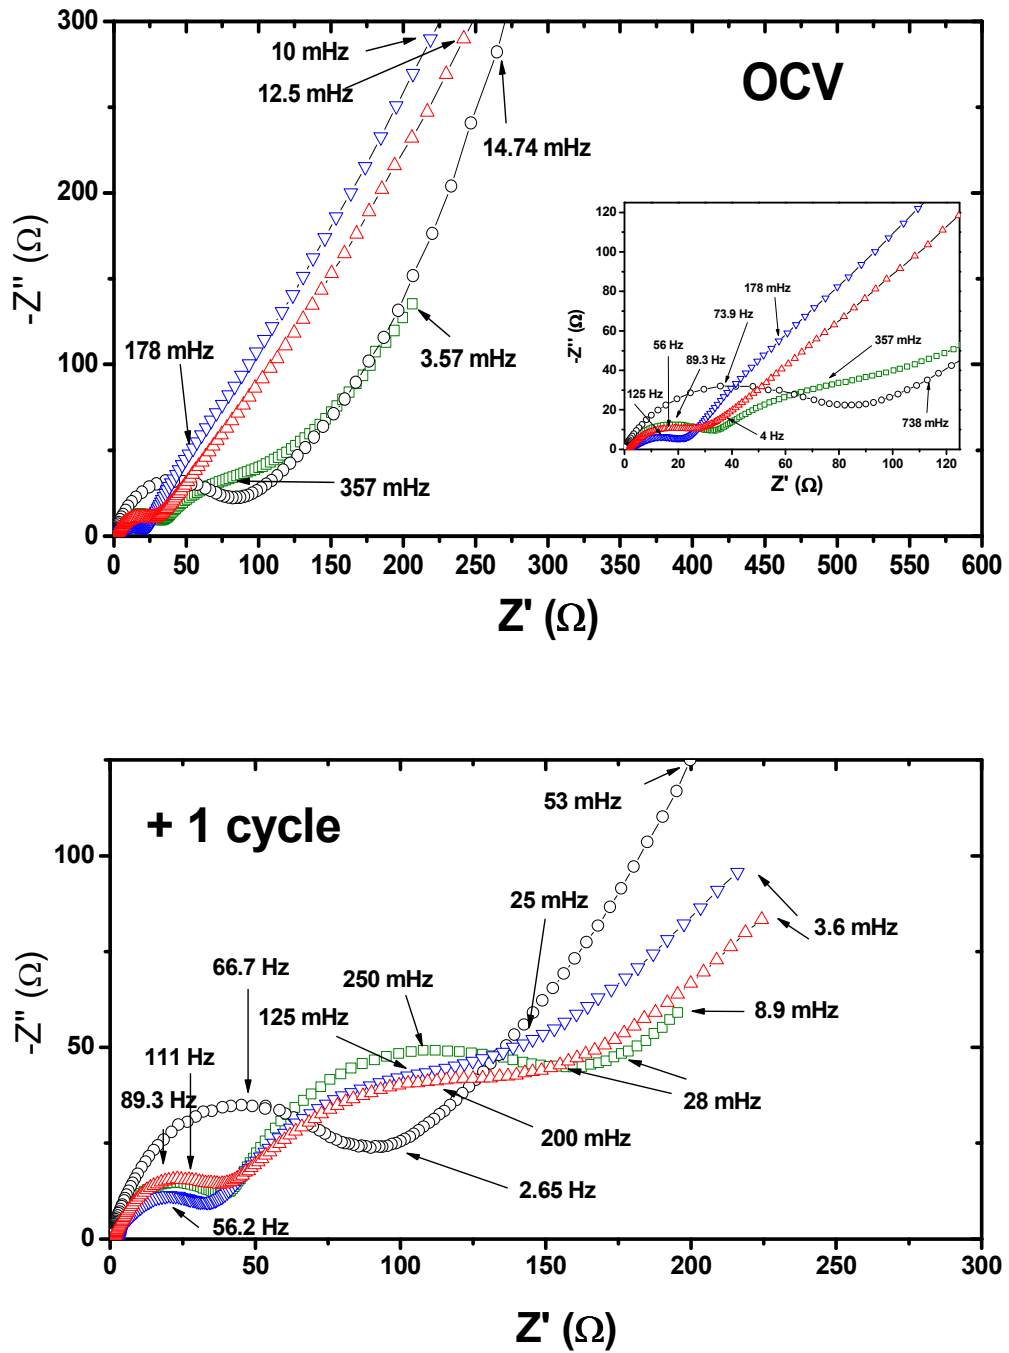 300
200
100
0
-Z'' (Ω)
10 mHz
12.5 mHz
OCV
14.74 mHz
178 mHz
3.57 mHz
357 mHz
120
100
80
60
40
20
0
-Z'' (Ω)
178 mHz
73.9 Hz
56 Hz
89.3 Hz
357 mHz
125 Hz
4 Hz
738 mHz
0 20 40 60 80 100 120
Z' (Ω)
0 50 100 150 200 250 300 350 400 450 500 550 600
Z' (Ω)
100
50
0
-Z'' (Ω)
+ 1 cycle
53 mHz
25 mHz
3.6 mHz
66.7 Hz
250 mHz
125 mHz
8.9 mHz
111 Hz
89.3 Hz
28 mHz
200 mHz
2.65 Hz
56.2 Hz
0 50 100 150 200 250 300
Z' (Ω)